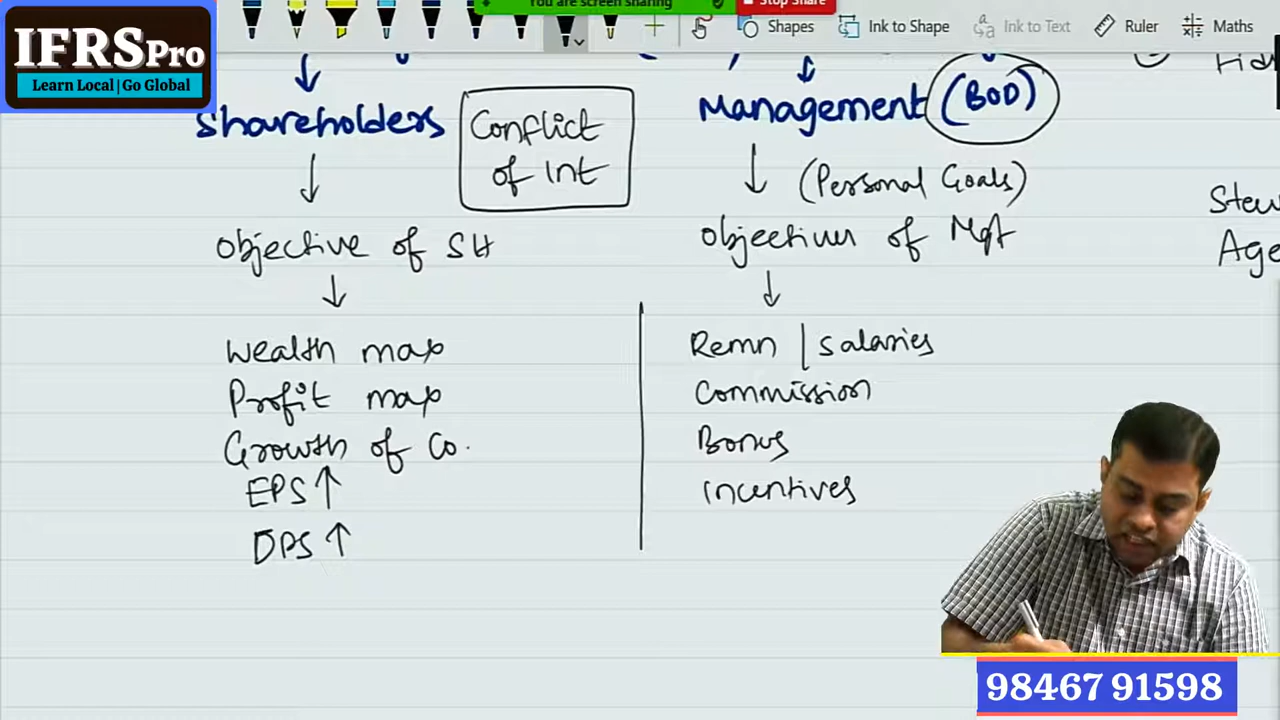 You are screen sharing
Stop Share
IFRSPro
Learn Local | Go Global
Shapes
Ink to Shape
Ink to Text
Ruler
Maths
Shareholders
Conflict
of Int
Management (BOD)
(Personal Goals)
Objective of SH
Objectives of Mgt
Stew
Age
Wealth max
Profit max
Growth of Co.
EPS ↑
DPS ↑
Remn | Salaries
Commission
Bonus
Incentives
98467 91598